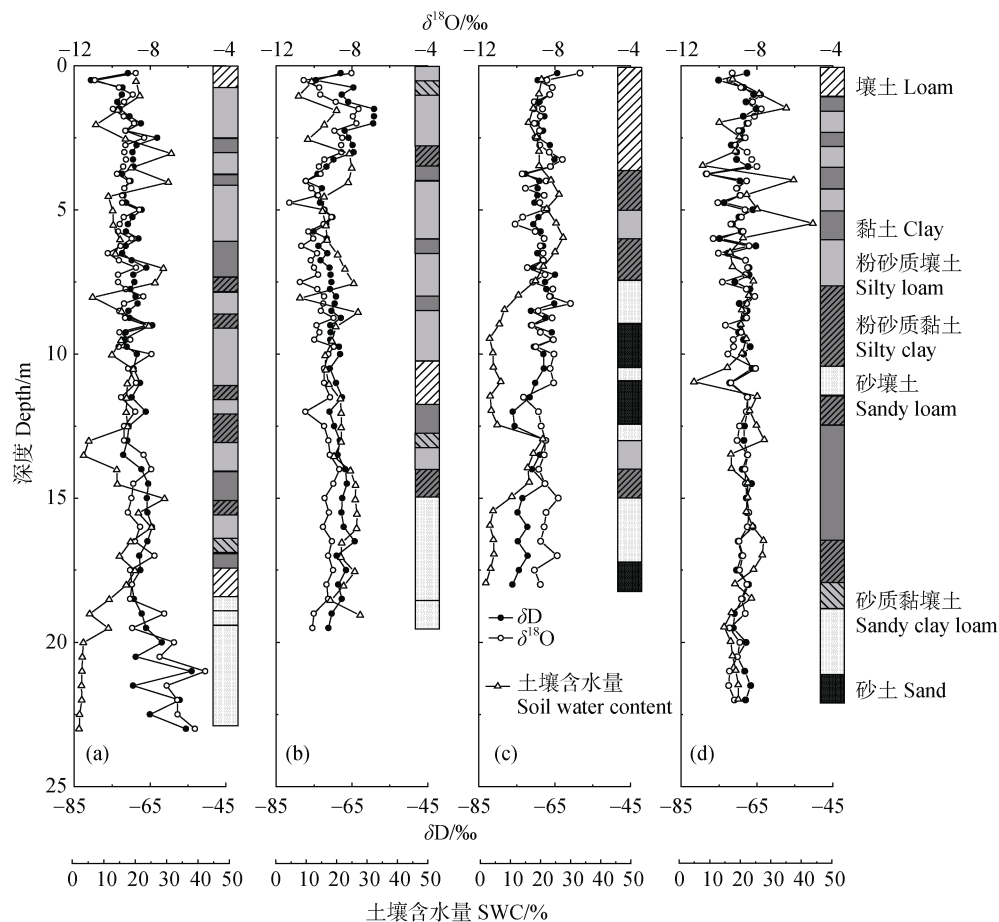 δ¹⁸O/‰
−12 −8 −4 −12 −8 −4 −12 −8 −4 −12 −8 −4
0
5
10
15
20
25
深度 Depth/m
壤土 Loam
黏土 Clay
粉砂质壤土
Silty loam
粉砂质黏土
Silty clay
砂壤土
Sandy loam
砂质黏壤土
Sandy clay loam
砂土 Sand
δD
δ¹⁸O
土壤含水量
Soil water content
(a) (b) (c) (d)
−85 −65 −45 −85 −65 −45 −85 −65 −45 −85 −65 −45
δD/‰
0 10 20 30 40 50 0 10 20 30 40 50 0 10 20 30 40 50 0 10 20 30 40 50
土壤含水量 SWC/%